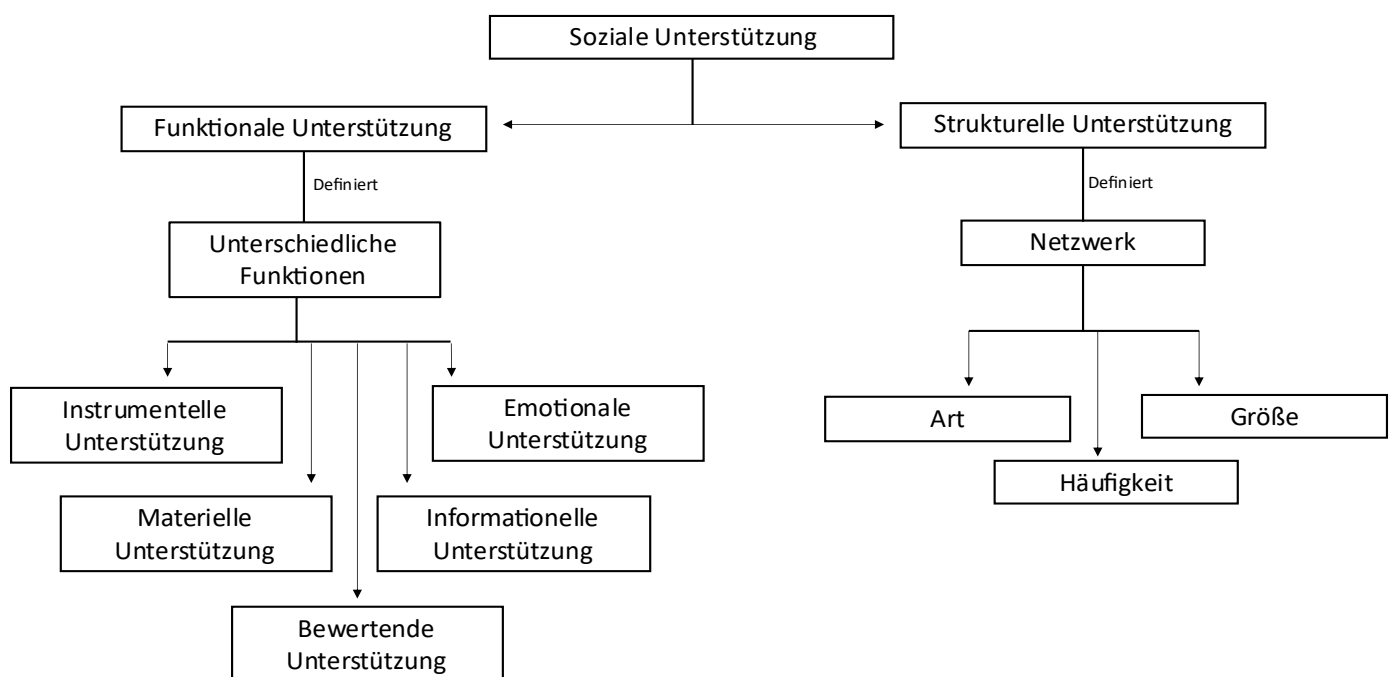 Soziale Unterstützung
Funktionale Unterstützung
Strukturelle Unterstützung
Definiert
Definiert
Unterschiedliche
Funktionen
Netzwerk
Instrumentelle
Unterstützung
Emotionale
Unterstützung
Art
Größe
Häufigkeit
Materielle
Unterstützung
Informationelle
Unterstützung
Bewertende
Unterstützung